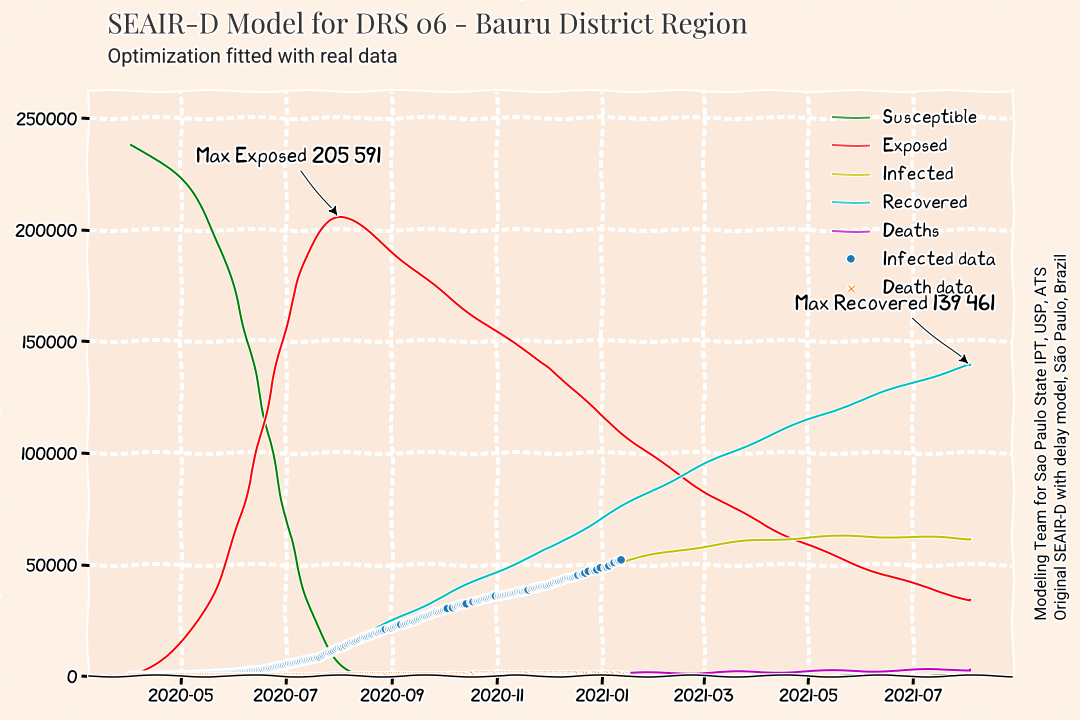 SEAIR-D Model for DRS 06 - Bauru District Region
Optimization fitted with real data
250000
200000
150000
100000
50000
0
Max Exposed 205 591
Susceptible
Exposed
Infected
Recovered
Deaths
Infected data
Death data
Max Recovered 139 461
2020-05
2020-07
2020-09
2020-11
2021-01
2021-03
2021-05
2021-07
Modeling Team for Sao Paulo State IPT, USP, ATS
Original SEAIR-D with delay model, São Paulo, Brazil